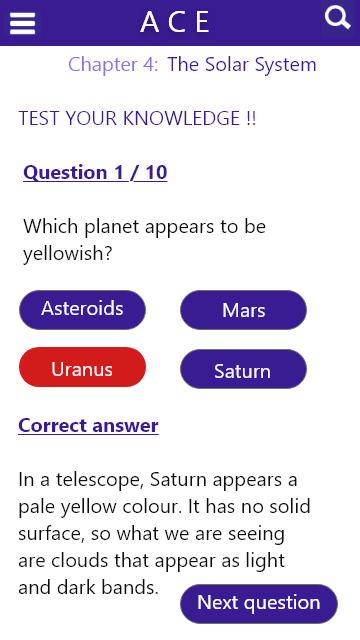 A C E
Chapter 4: The Solar System
TEST YOUR KNOWLEDGE !!
Question 1 / 10
Which planet appears to be
yellowish?
Asteroids
Mars
Uranus
Saturn
Correct answer
In a telescope, Saturn appears a
pale yellow colour. It has no solid
surface, so what we are seeing
are clouds that appear as light
and dark bands.
Next question